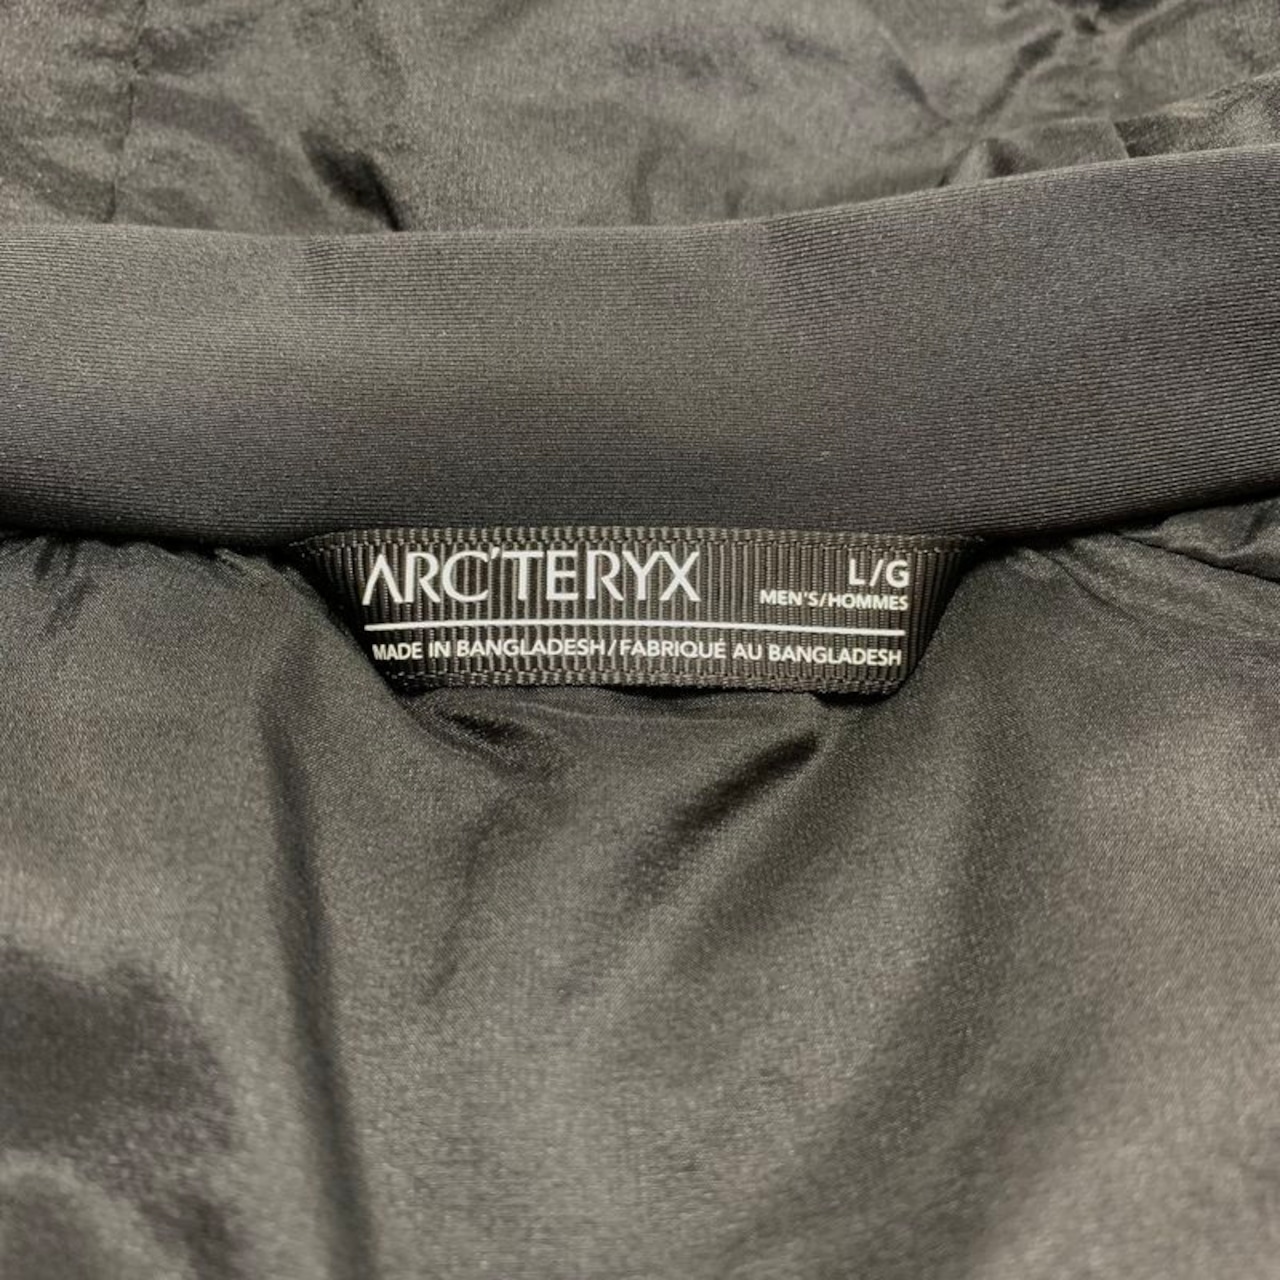 ARC'TERYX L/G
MEN'S/HOMMES
MADE IN BANGLADESH/FABRIQUÉ AU BANGLADESH